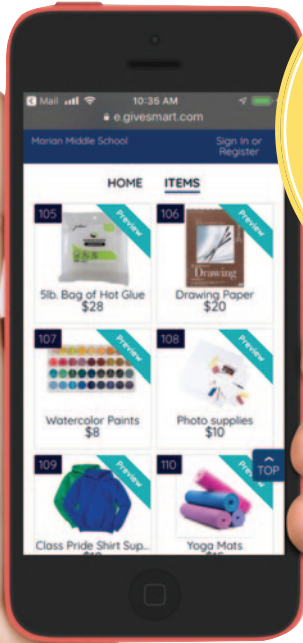 Mail 10:35 AM
e.givesmart.com
Marian Middle School
Sign In or
Register
HOME ITEMS
105 Preview
5lb. Bag of Hot Glue
$28
106 Preview
Drawing
Drawing Paper
$20
107 Preview
Watercolor Paints
$8
108 Preview
Photo supplies
$10
109 Preview
Class Pride Shirt Sup...
110
TOP
Yoga Mats